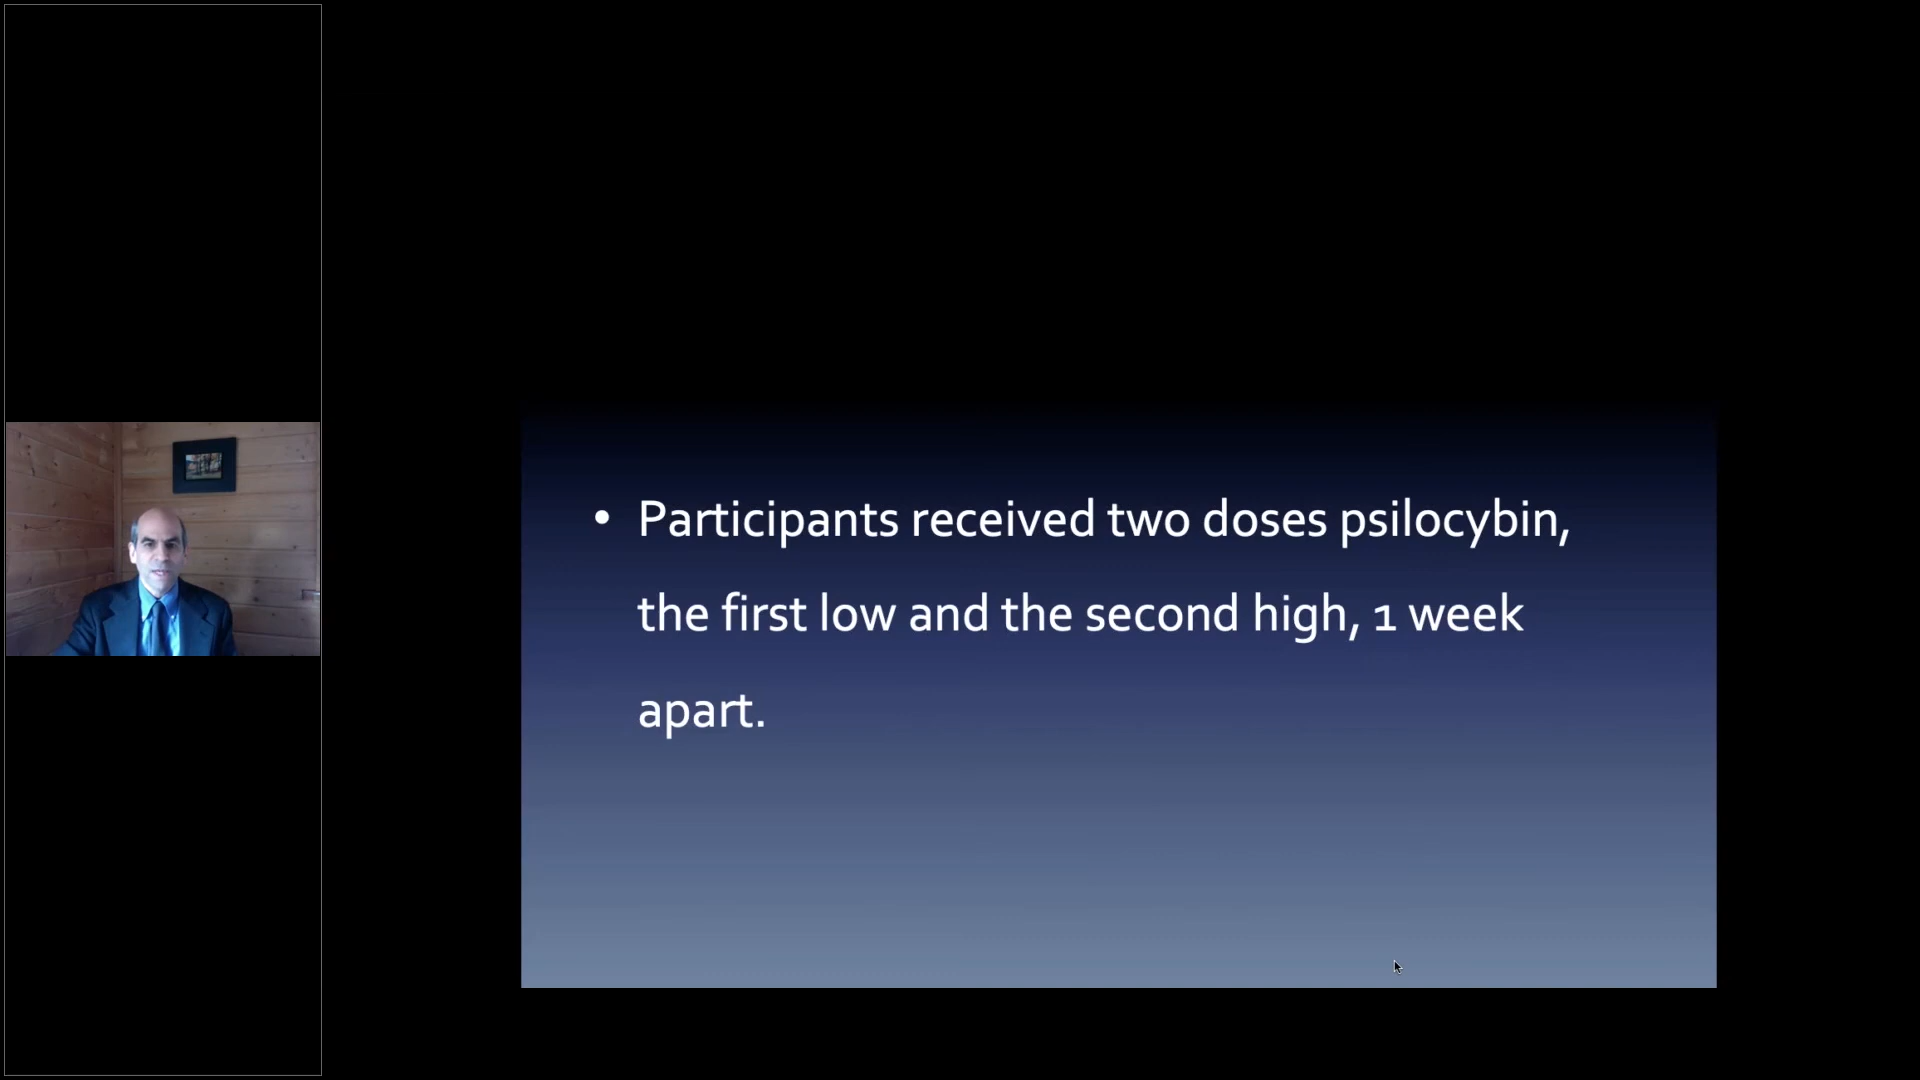 • Participants received two doses psilocybin,
the first low and the second high, 1 week
apart.